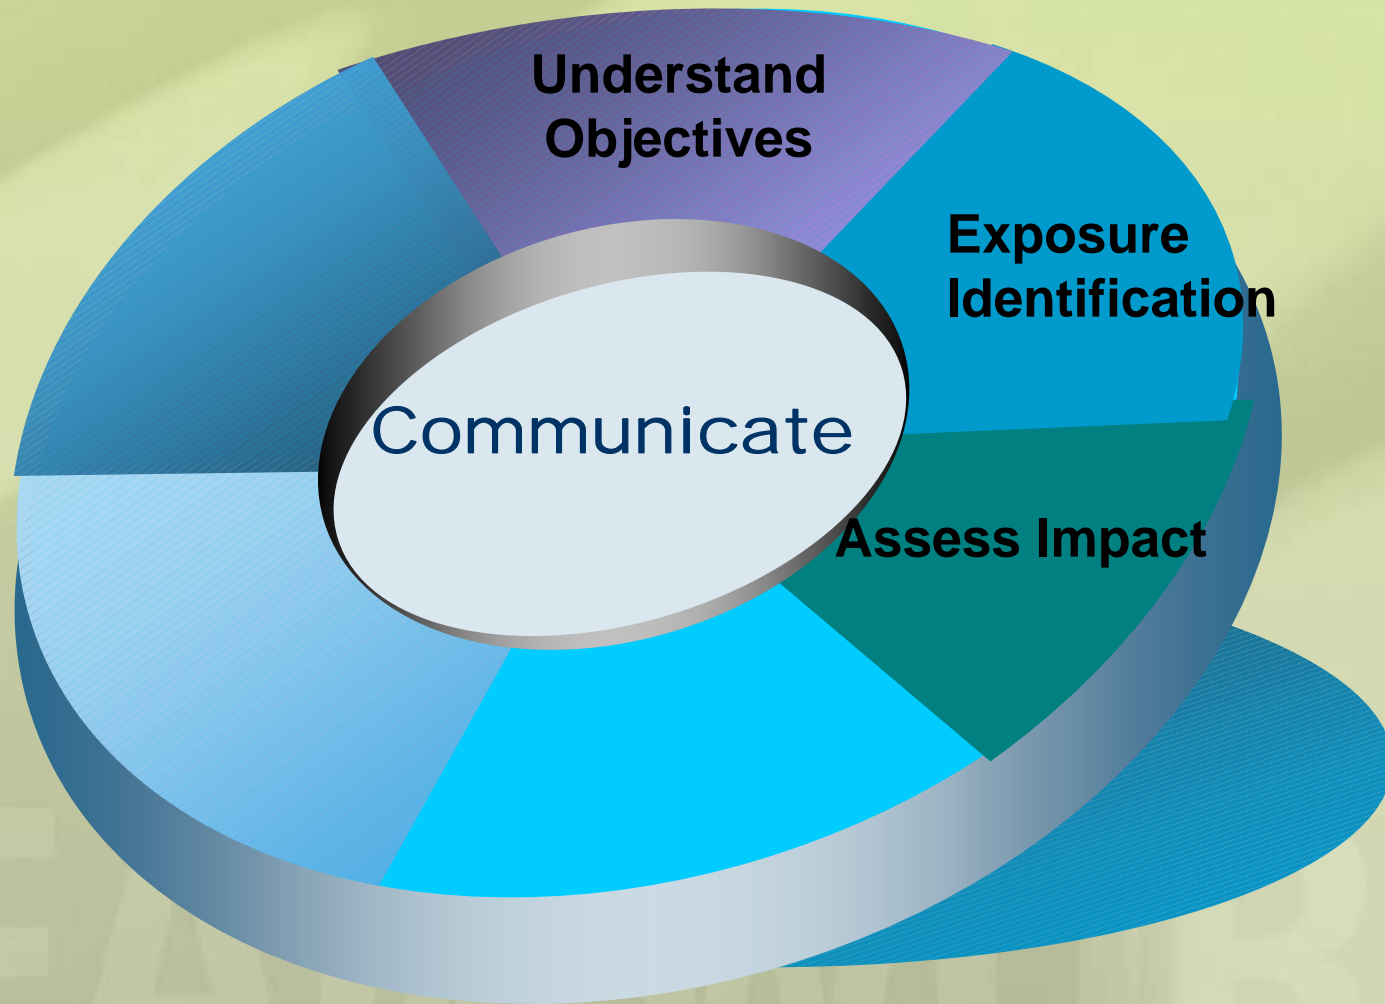 Understand
Objectives
Exposure
Identification
Communicate
Assess Impact